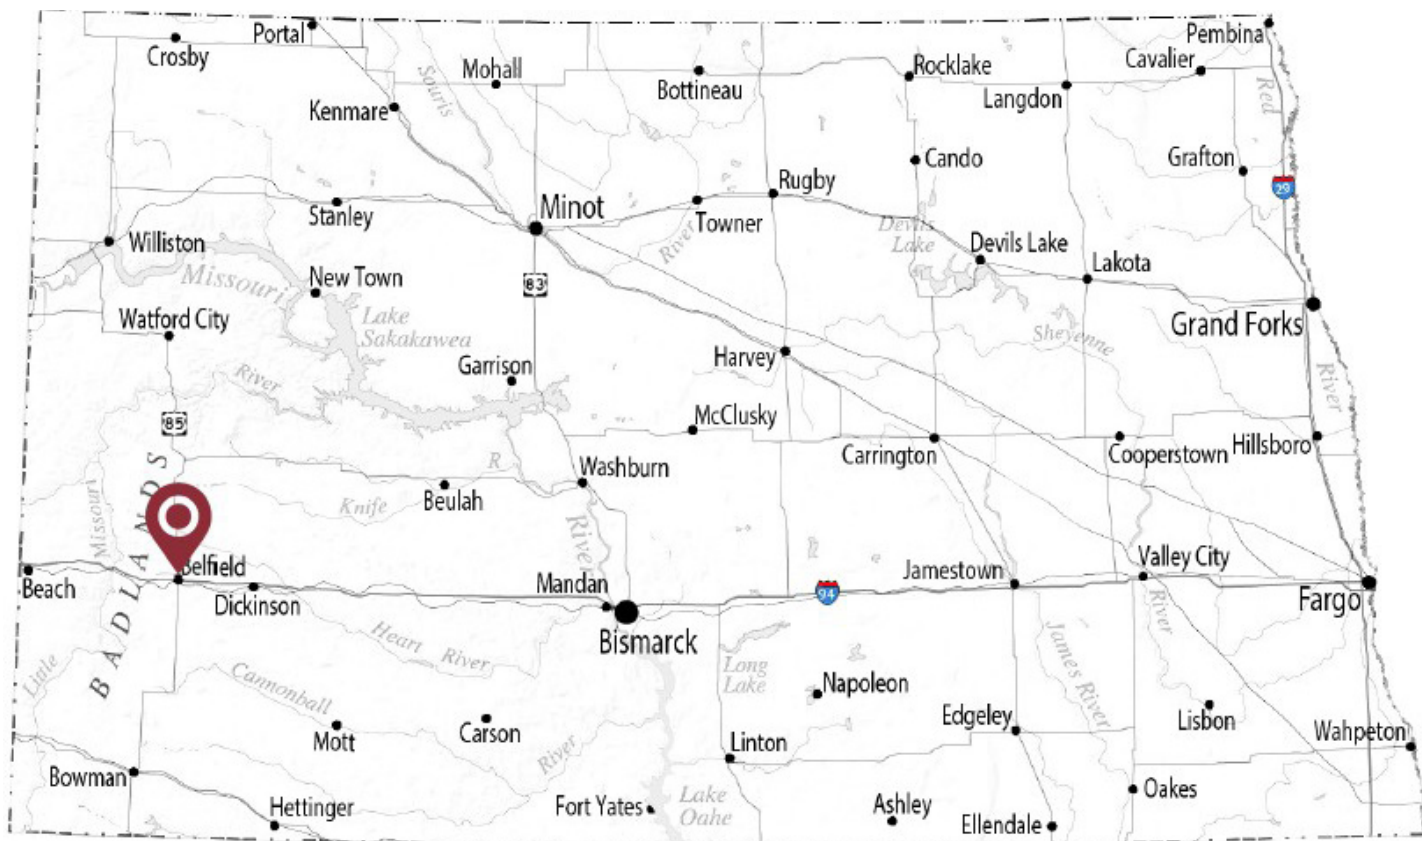 Portal
Pembina
Crosby
Mohall
Rocklake
Cavalier
Souris
Bottineau
Langdon
Red
Kenmare
Cando
Grafton
29
Rugby
Stanley
Minot
Towner
River
Devils
Lake
Devils Lake
Williston
Missouri
New Town
83
Lakota
Lake
Sakakawea
Watford City
Grand Forks
Sheyenne
Harvey
Garrison
River
River
McClusky
85
Carrington
Cooperstown
Hillsboro
R
Washburn
Beulah
Knife
Missouri
River
BADLANDS
Belfield
Beach
Dickinson
Mandan
Bismarck
94
Jamestown
Valley City
Fargo
River
Heart River
James River
Little
Cannonball
Long
Lake
Napoleon
Mott
Carson
River
Edgeley
Lisbon
Wahpeton
Linton
Bowman
Hettinger
Fort Yates
Lake
Oahe
Ashley
Ellendale
Oakes